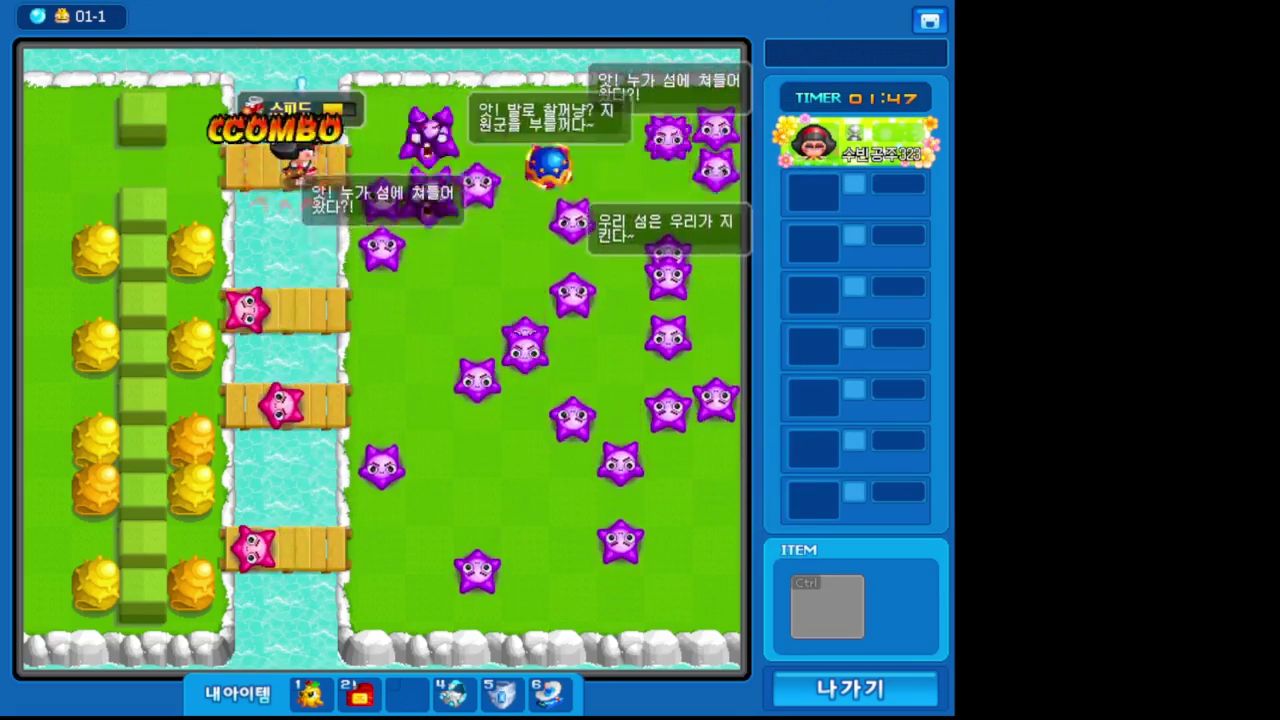 01-1
앗! 누가 섬에 쳐들어
왔다?!
앗! 발로 찰꺼냥? 지
원군을 부를꺼다~
스피드
COMBO
TIMER 01:47
수빈공주323
앗! 누가 섬에 쳐들어
왔다?!
우리 섬은 우리가 지
킨다~
ITEM
Ctrl
내아이템
1
2
4
5
6
나가기